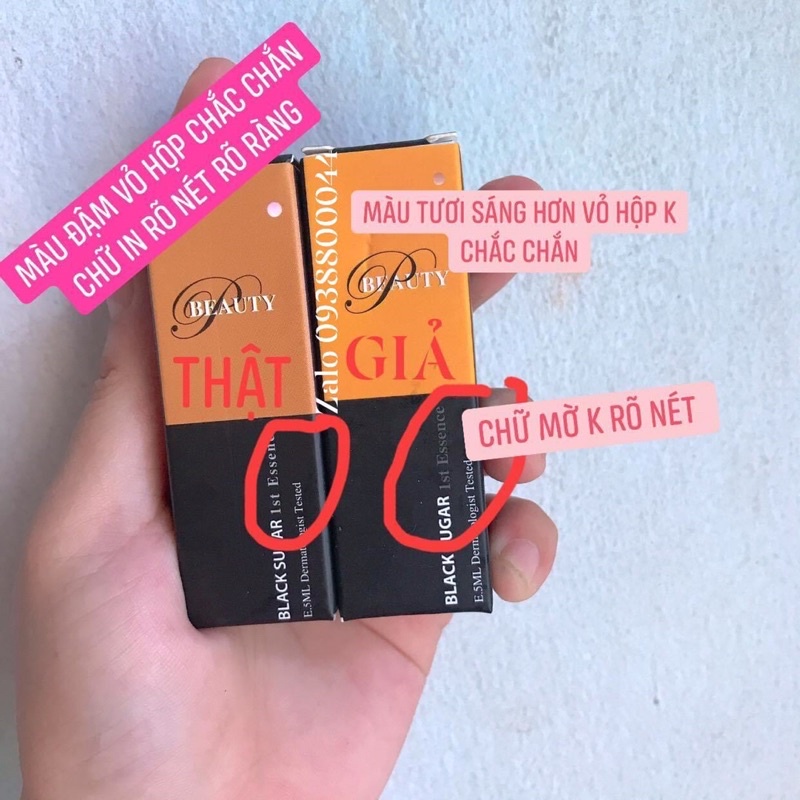 MÀU ĐẬM VỎ HỘP CHẮC CHẮN
CHỮ IN RÕ NÉT RÕ RÀNG
MÀU TƯƠI SÁNG HƠN VỎ HỘP K
CHẮC CHẮN
Zalo 0938800044
P
BEAUTY
THẬT
P
BEAUTY
GIẢ
CHỮ MỜ K RÕ NÉT
BLACK SUGAR 1st Essence
E.5ML Dermatologist Tested
BLACK SUGAR 1st Essence
E.5ML Dermatologist Tested